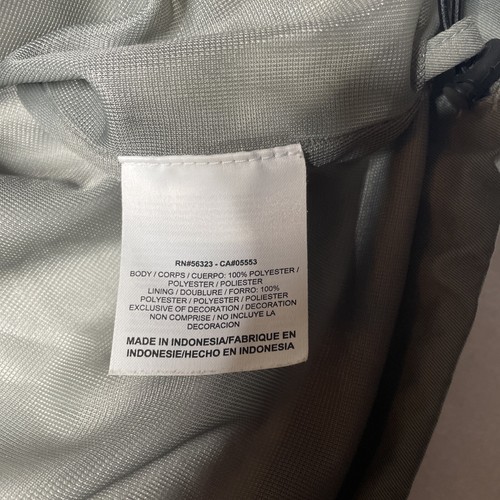 RN#56323 - CA#05553
BODY / CORPS / CUERPO: 100% POLYESTER /
POLYESTER / POLIESTER
LINING / DOUBLURE / FORRO: 100%
POLYESTER / POLYESTER / POLIESTER
EXCLUSIVE OF DECORATION / DECORATION
NON COMPRISE / NO INCLUYE LA
DECORACION
MADE IN INDONESIA/FABRIQUE EN
INDONESIE/HECHO EN INDONESIA